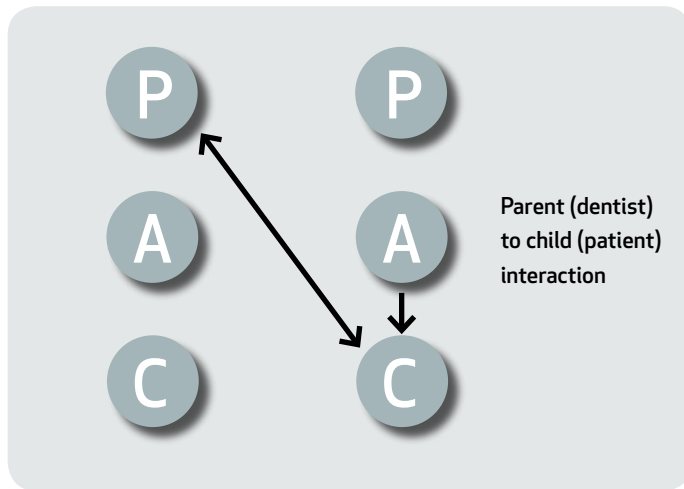 P P
A A
Parent (dentist)
to child (patient)
interaction
C C